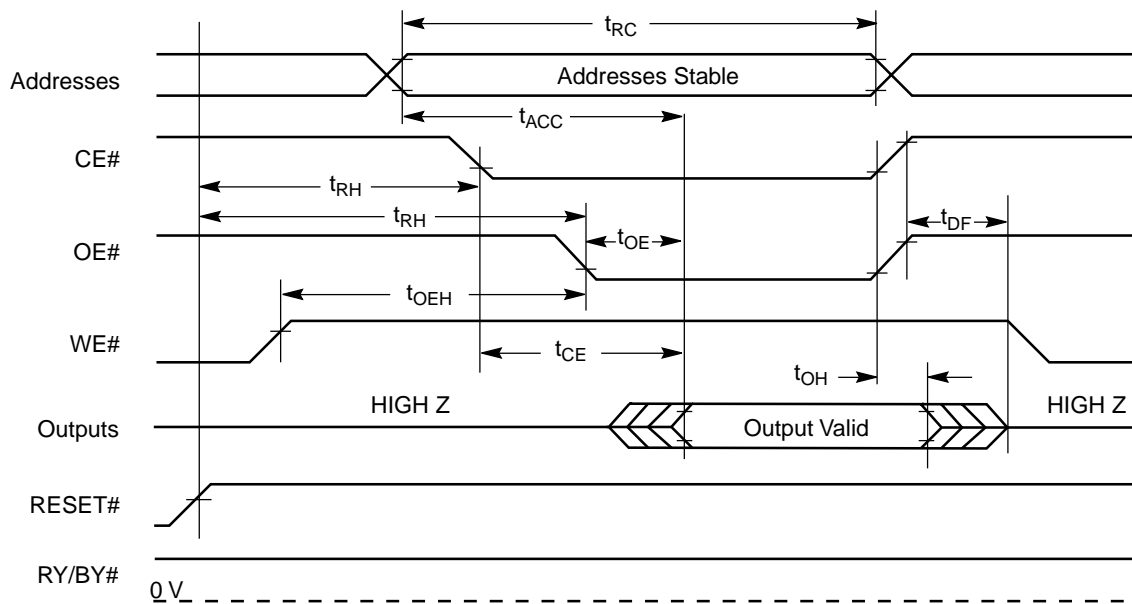 tRC
Addresses
Addresses Stable
tACC
CE#
tRH
tRH
tOE
tDF
OE#
tOEH
WE#
tCE
tOH
HIGH Z
HIGH Z
Outputs
Output Valid
RESET#
RY/BY#
0 V